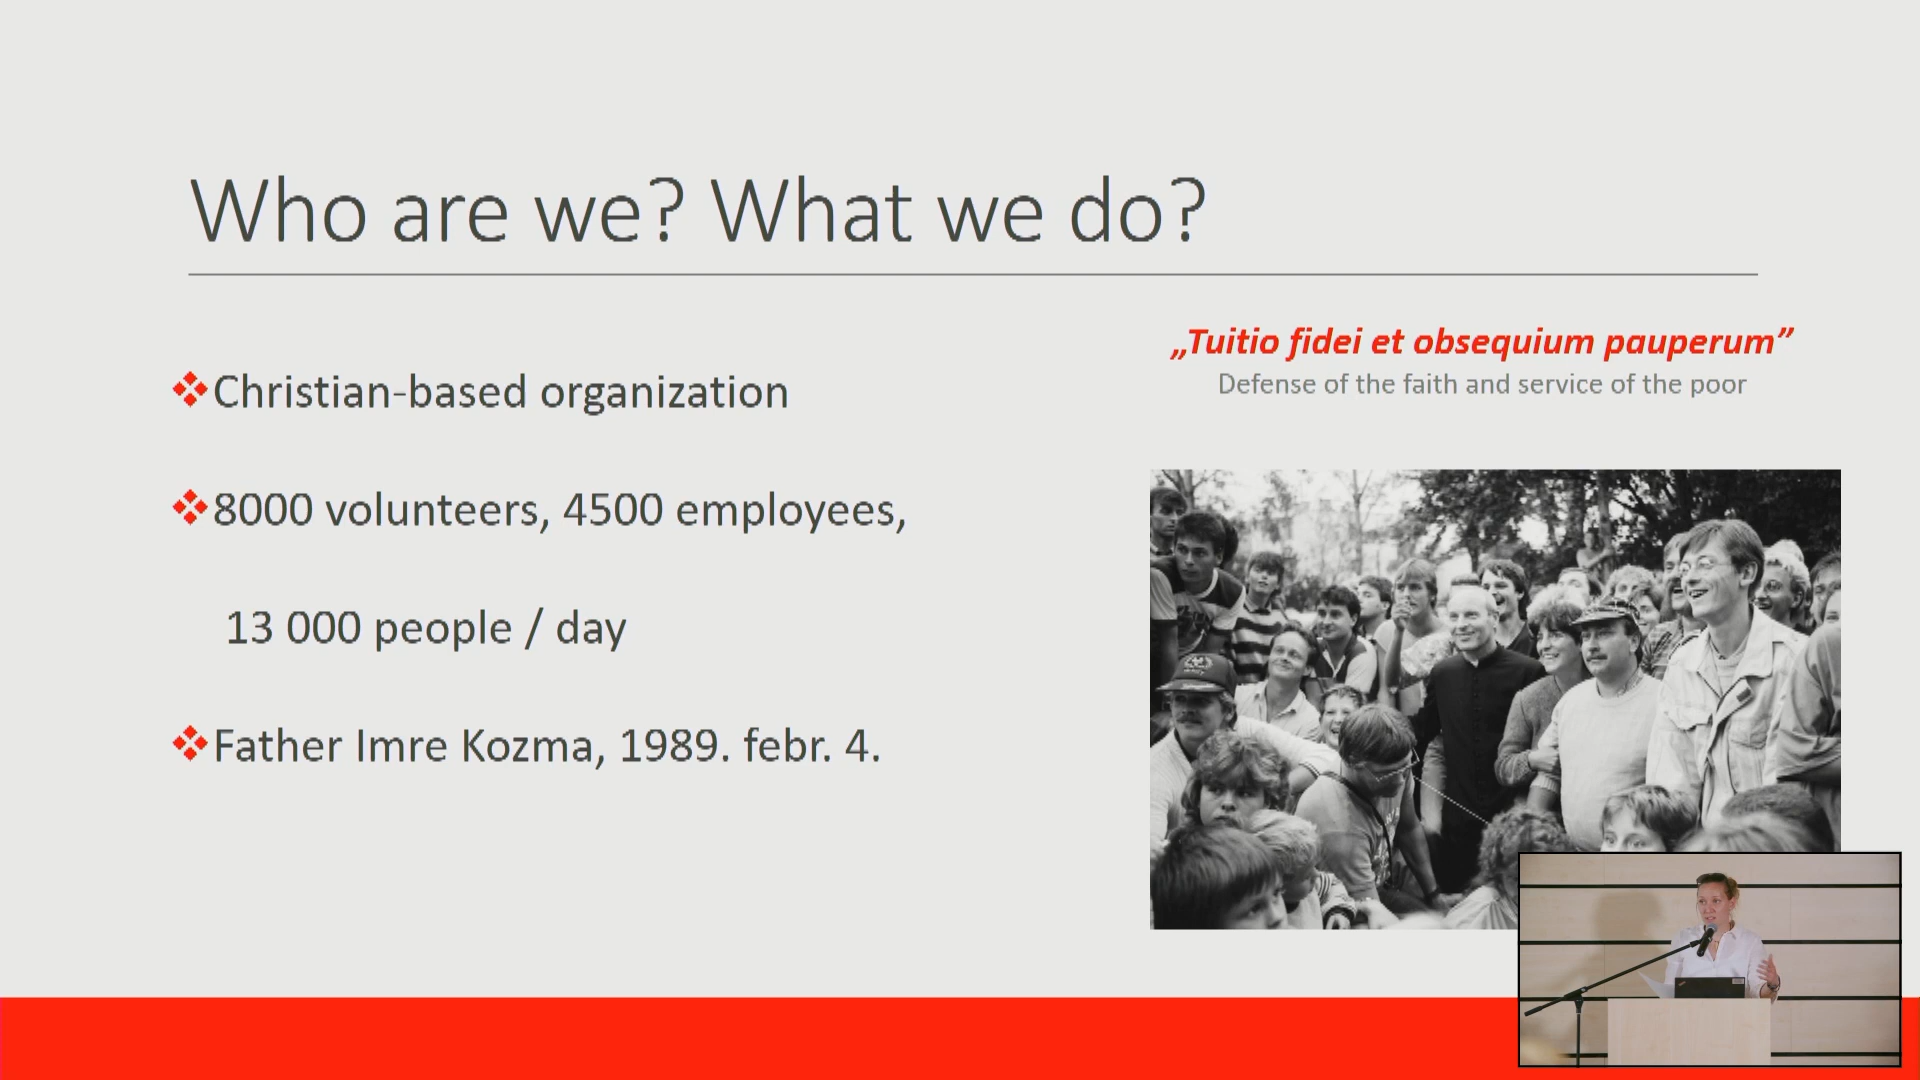 Who are we? What we do?
„Tuitio fidei et obsequium pauperum”
Defense of the faith and service of the poor
Christian-based organization
8000 volunteers, 4500 employees,
13 000 people / day
Father Imre Kozma, 1989. febr. 4.